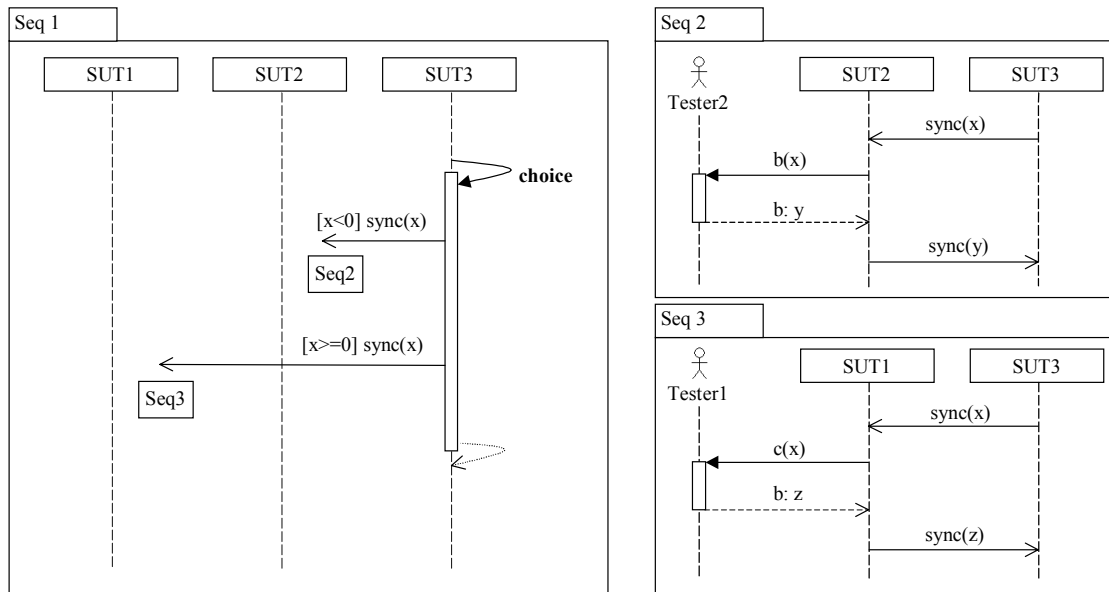 Seq 1
SUT1 SUT2 SUT3
choice
[x<0] sync(x)
Seq2
[x>=0] sync(x)
Seq3
Seq 2
Tester2 SUT2 SUT3
sync(x)
b(x)
b: y
sync(y)
Seq 3
Tester1 SUT1 SUT3
sync(x)
c(x)
b: z
sync(z)